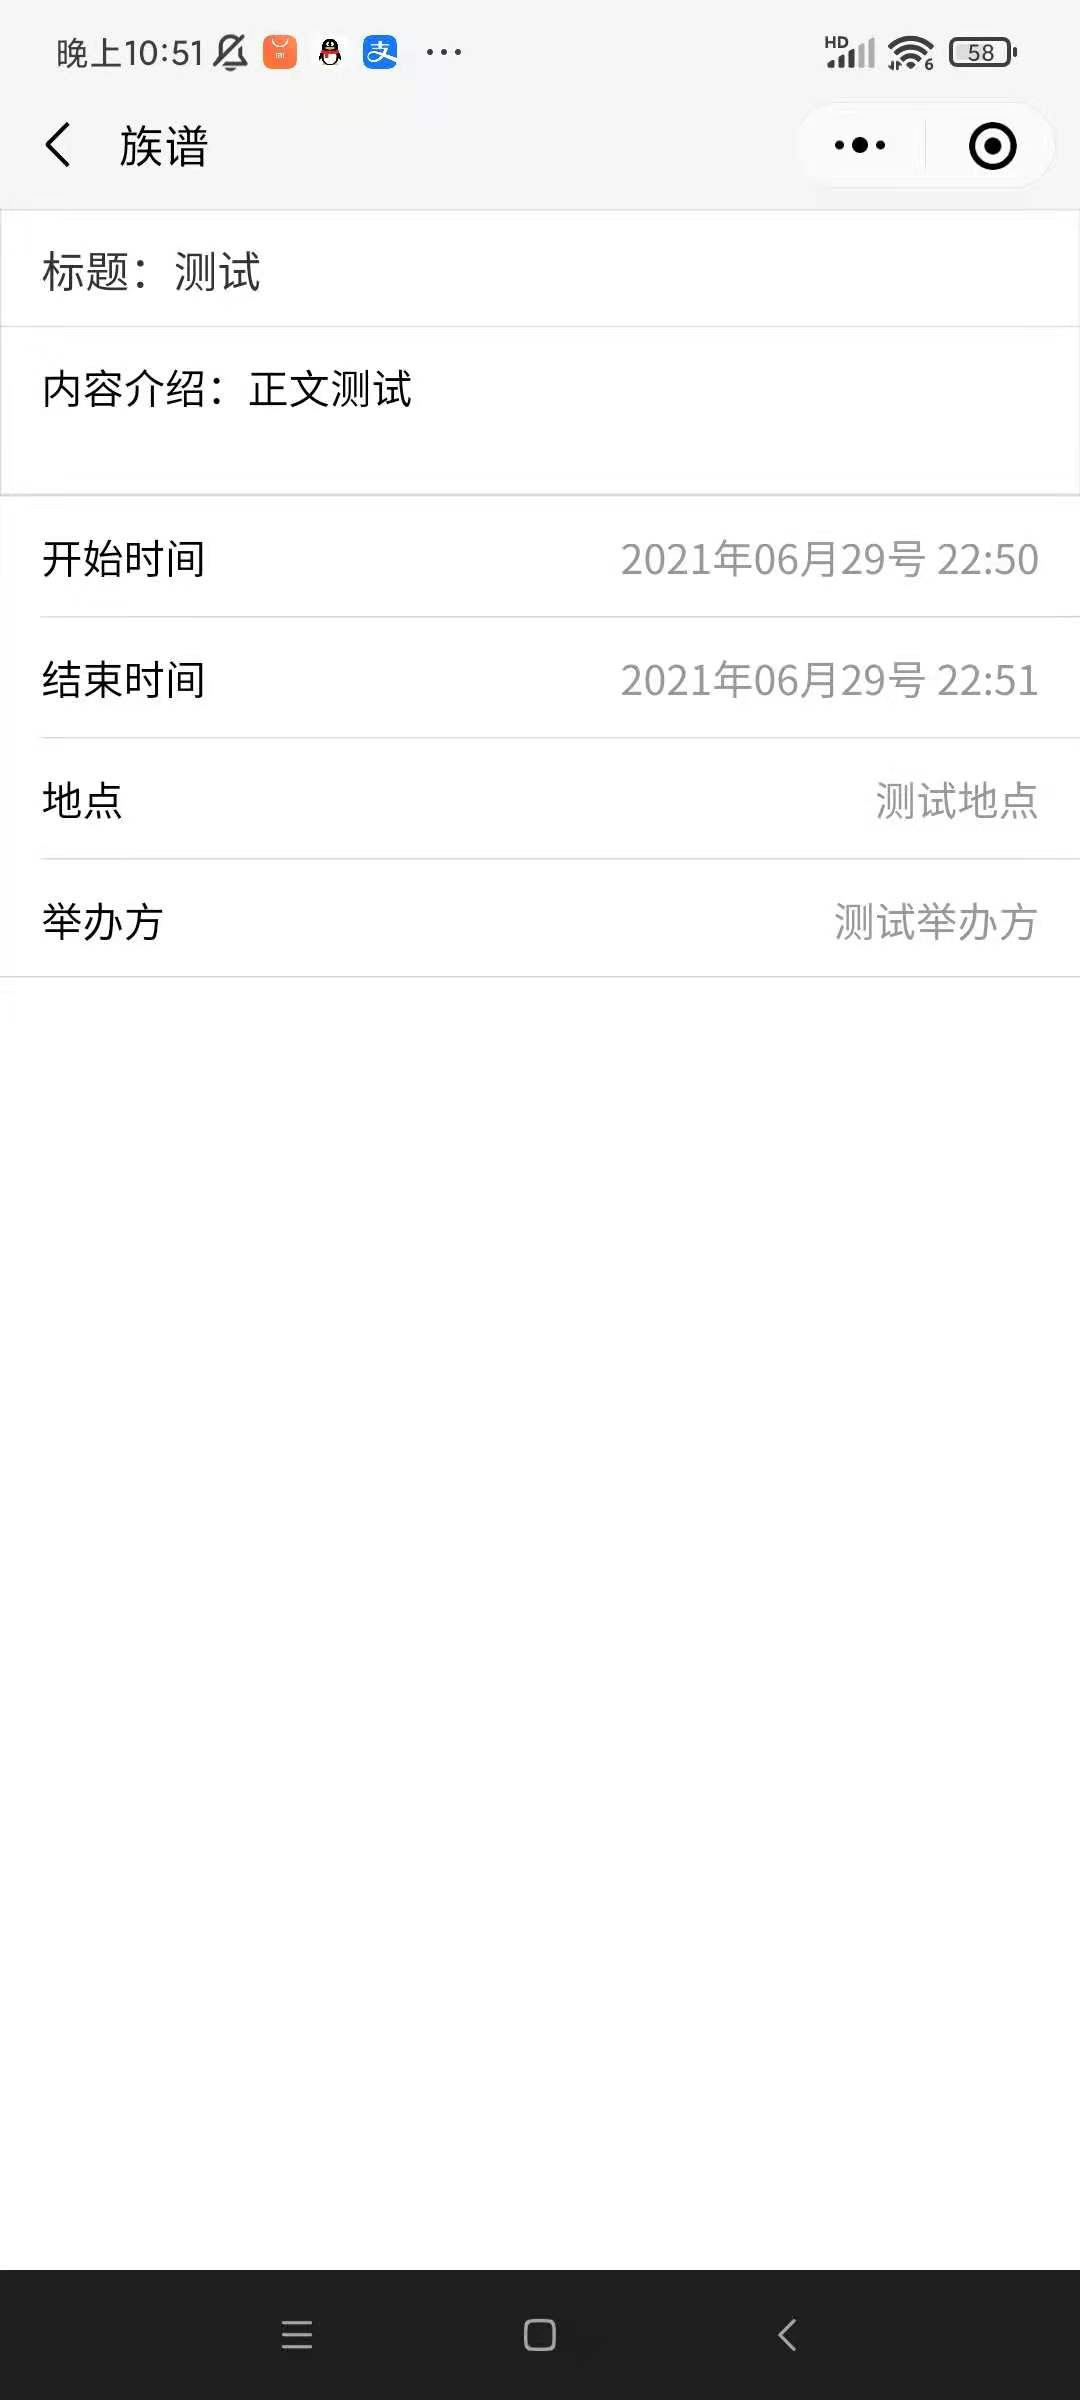 晚上10:51
HD
6
58
族谱
标题：测试
内容介绍：正文测试
开始时间 2021年06月29号 22:50
结束时间 2021年06月29号 22:51
地点 测试地点
举办方 测试举办方